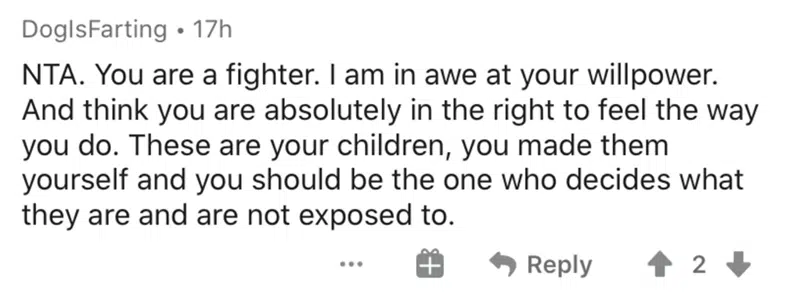 DogIsFarting • 17h
NTA. You are a fighter. I am in awe at your willpower.
And think you are absolutely in the right to feel the way
you do. These are your children, you made them
yourself and you should be the one who decides what
they are and are not exposed to.
... Reply 2